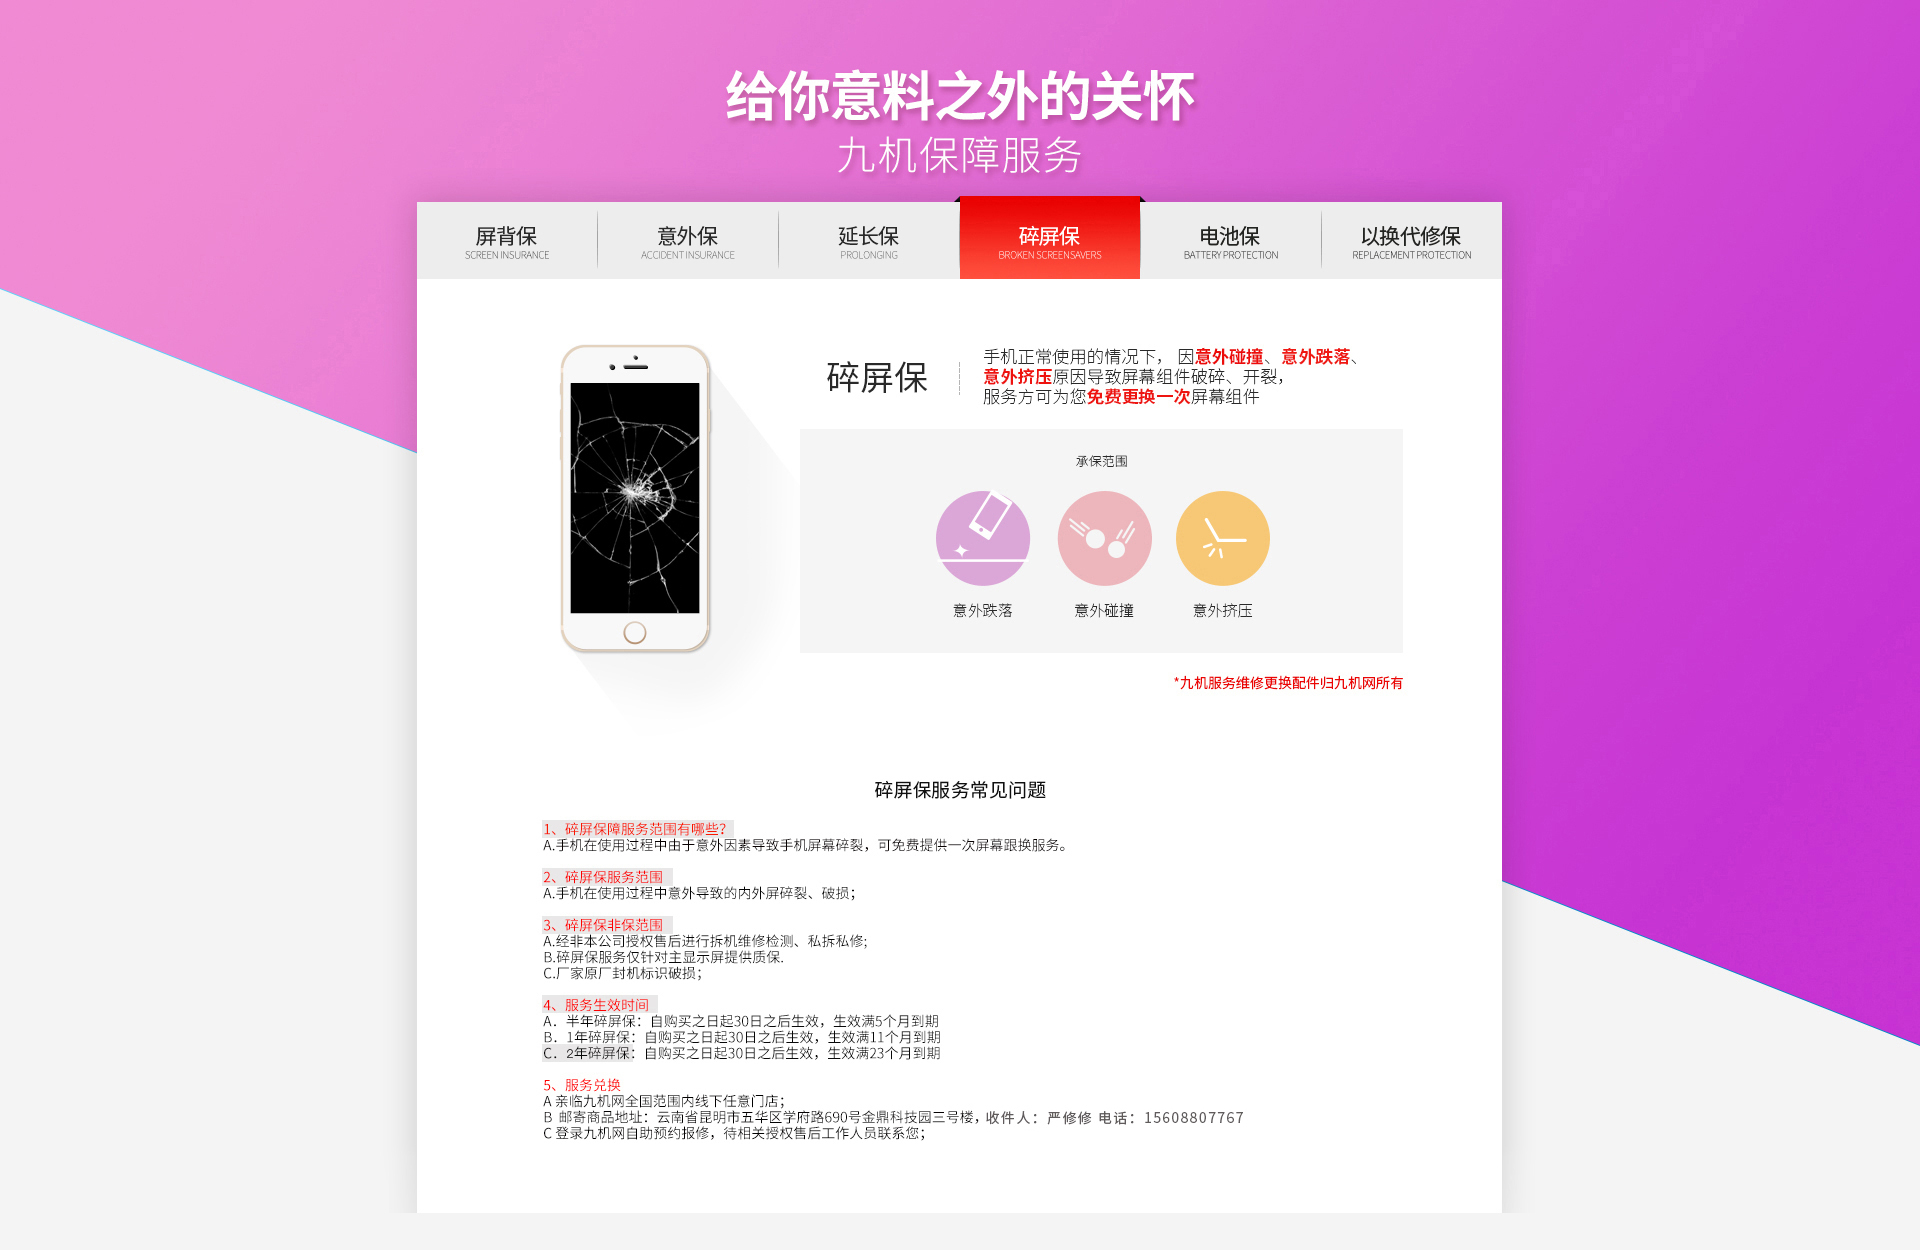 给你意料之外的关怀
九机保障服务
屏背保
SCREEN INSURANCE
意外保
ACCIDENT INSURANCE
延长保
PROLONGING
碎屏保
BROKEN SCREENSAVERS
电池保
BATTERY PROTECTION
以换代修保
REPLACEMENT PROTECTION
碎屏保
手机正常使用的情况下， 因意外碰撞、意外跌落、
意外挤压原因导致屏幕组件破碎、开裂，
服务方可为您免费更换一次屏幕组件
承保范围
意外跌落
意外碰撞
意外挤压
*九机服务维修更换配件归九机网所有
碎屏保服务常见问题
1、碎屏保障服务范围有哪些？
A.手机在使用过程中由于意外因素导致手机屏幕碎裂，可免费提供一次屏幕跟换服务。
2、碎屏保服务范围
A.手机在使用过程中意外导致的内外屏碎裂、破损；
3、碎屏保非保范围
A.经非本公司授权售后进行拆机维修检测、私拆私修;
B.碎屏保服务仅针对主显示屏提供质保.
C.厂家原厂封机标识破损；
4、服务生效时间
A．半年碎屏保：自购买之日起30日之后生效，生效满5个月到期
B．1年碎屏保：自购买之日起30日之后生效，生效满11个月到期
C．2年碎屏保：自购买之日起30日之后生效，生效满23个月到期
5、服务兑换
A 亲临九机网全国范围内线下任意门店；
B 邮寄商品地址：云南省昆明市五华区学府路690号金鼎科技园三号楼，收件人：严修修 电话：15608807767
C 登录九机网自助预约报修，待相关授权售后工作人员联系您；